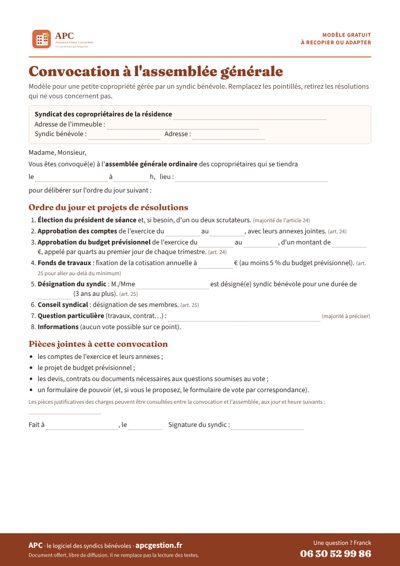 APC
MODÈLE GRATUIT
À RECOPIER OU ADAPTER
Convocation à l'assemblée générale
Modèle pour une petite copropriété gérée par un syndic bénévole. Remplacez les pointillés, retirez les résolutions
qui ne vous concernent pas.
Syndicat des copropriétaires de la résidence
Adresse de l'immeuble :
Syndic bénévole : Adresse :
Madame, Monsieur,
Vous êtes convoqué(e) à l'assemblée générale ordinaire des copropriétaires qui se tiendra
le à h, lieu :
pour délibérer sur l'ordre du jour suivant :
Ordre du jour et projets de résolutions
1. Élection du président de séance et, si besoin, d'un ou deux scrutateurs. (majorité de l'article 24)
2. Approbation des comptes de l'exercice du au , avec leurs annexes jointes. (art. 24)
3. Approbation du budget prévisionnel de l'exercice du au , d'un montant de
€, appelé par quarts au premier jour de chaque trimestre. (art. 24)
4. Fonds de travaux : fixation de la cotisation annuelle à € (au moins 5 % du budget prévisionnel). (art.
25 pour aller au-delà du minimum)
5. Désignation du syndic : M./Mme est désigné(e) syndic bénévole pour une durée de
(3 ans au plus). (art. 25)
6. Conseil syndical : désignation de ses membres. (art. 25)
7. Question particulière (travaux, contrat…) : (majorité à préciser)
8. Informations (aucun vote possible sur ce point).
Pièces jointes à cette convocation
• les comptes de l'exercice et leurs annexes ;
• le projet de budget prévisionnel ;
• les devis, contrats ou documents nécessaires aux questions soumises au vote ;
• un formulaire de pouvoir (et, si vous le proposez, le formulaire de vote par correspondance).
Les pièces justificatives des charges peuvent être consultées entre la convocation et l'assemblée, aux jour et heure suivants :
Fait à , le Signature du syndic :
APC · le logiciel des syndics bénévoles · apcgestion.fr
Document offert, libre de diffusion. Il ne remplace pas la lecture des textes.
Une question ? Franck
06 30 52 99 86